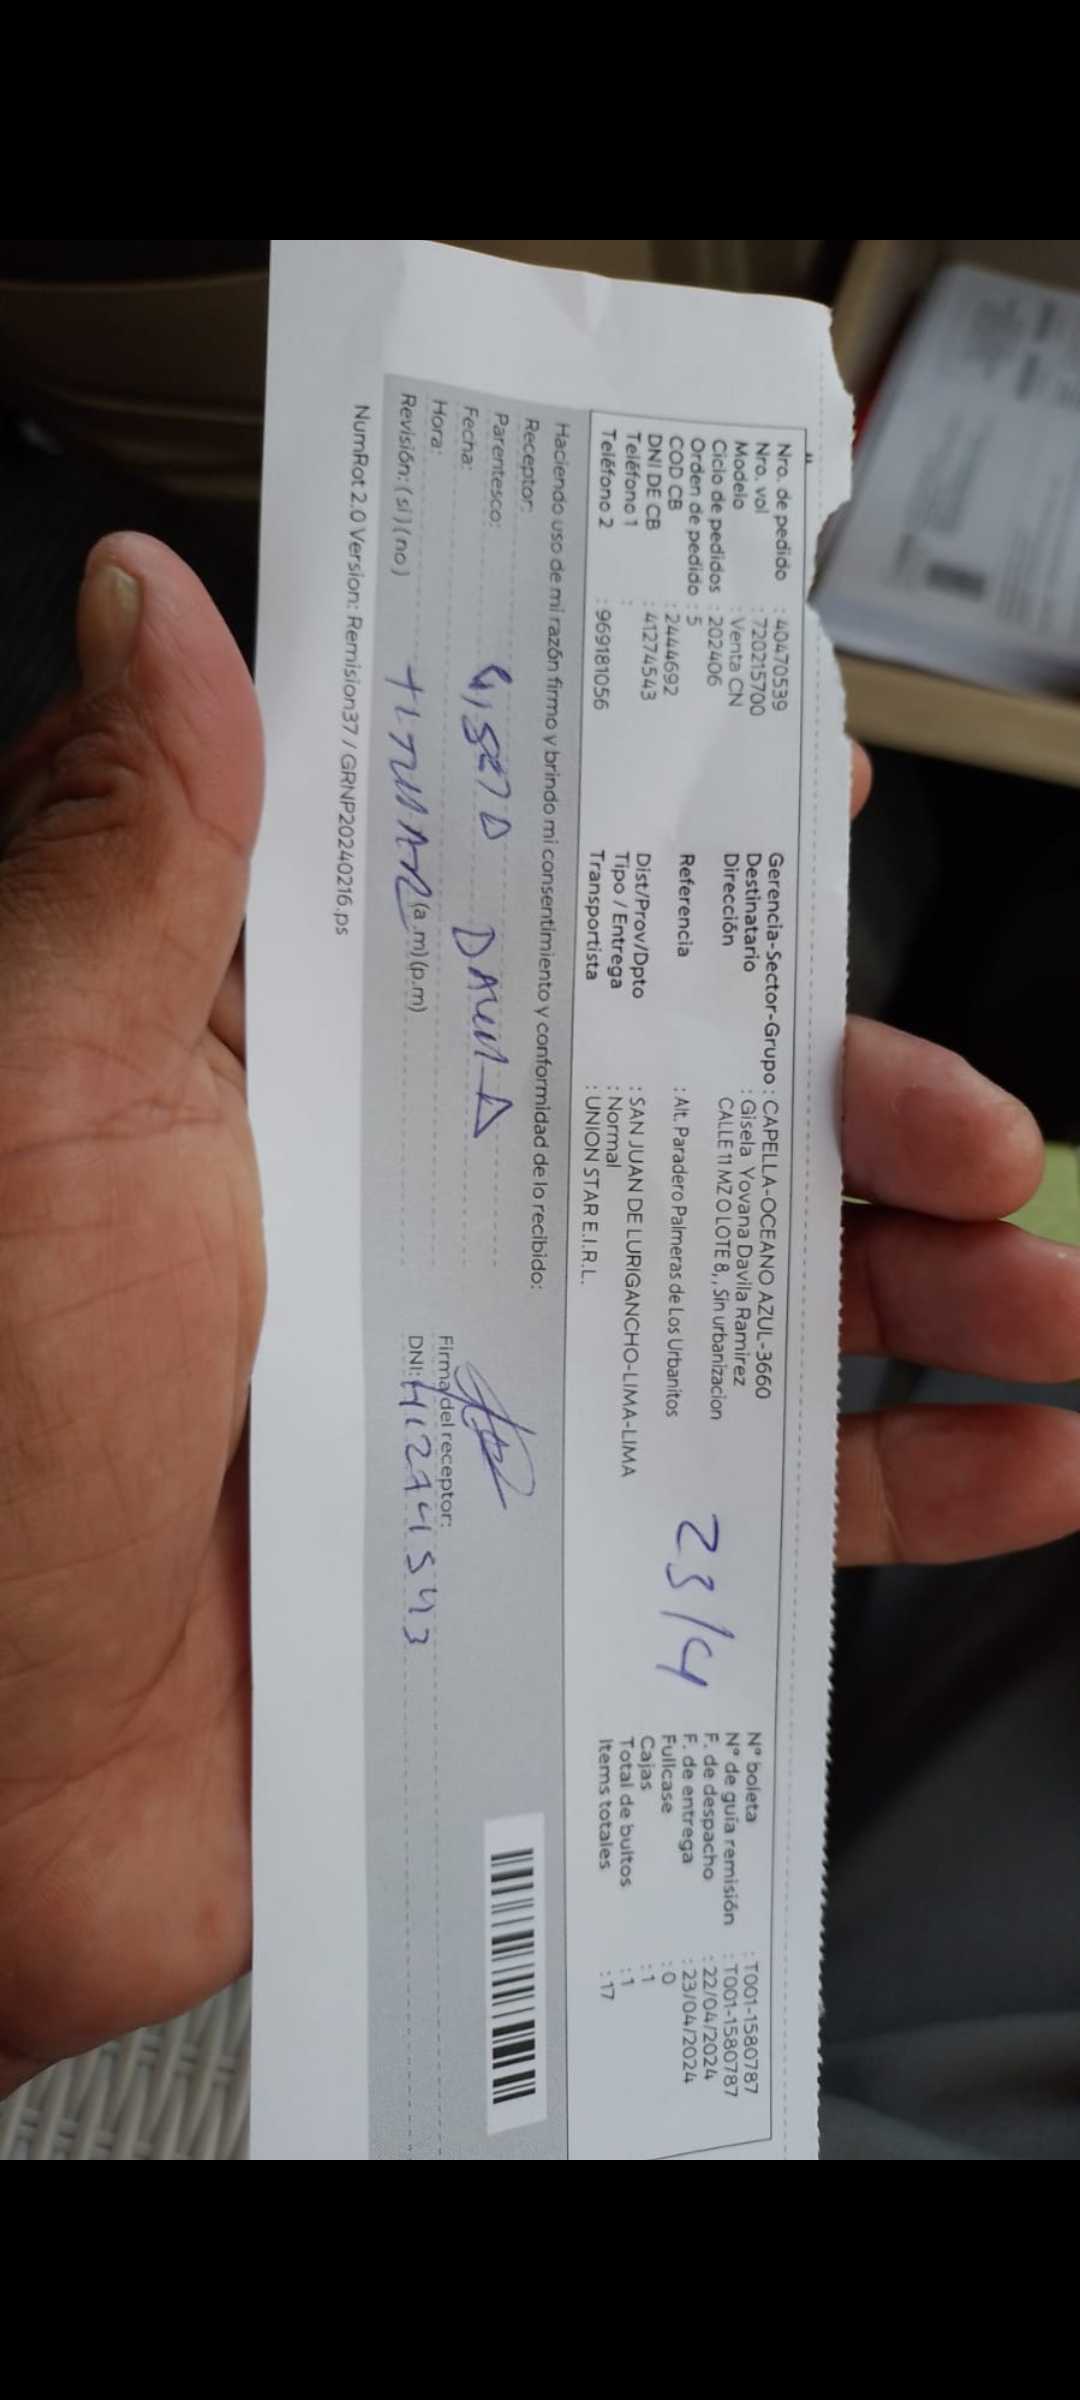 Nro. de pedido : 40470539
Nro. vol : 720215700
Modelo : Venta CN
Ciclo de pedidos : 202406
Orden de pedido : 5
COD CB : 2444692
DNI DE CB : 41274543
Teléfono 1 :
Teléfono 2 : 969181056
Gerencia-Sector-Grupo : CAPELLA-OCEANO AZUL-3660
Destinatario : Gisela Yovana Davila Ramirez
Dirección CALLE 11 MZ O LOTE 8,, Sin urbanizacion
Referencia : Alt. Paradero Palmeras de Los Urbanitos
Dist/Prov/Dpto : SAN JUAN DE LURIGANCHO-LIMA-LIMA
Tipo / Entrega : Normal
Transportista : UNION STAR E.I.R.L.
23/4
N° boleta : T001-1580787
N° de guía remisión : T001-1580787
F. de despacho : 22/04/2024
F. de entrega : 23/04/2024
Fullcase : 0
Cajas : 1
Total de bultos : 1
Items totales : 17
Haciendo uso de mi razón firmo y brindo mi consentimiento y conformidad de lo recibido:
Receptor:
Parentesco:
DAVILA
Fecha:
Hora: (a.m)(p.m)
TITULAR
Revisión: (si)(no)
Firma del receptor:
DNI: 41274543
NumRot 2.0 Version: Remision37 / GRNP20240216.ps